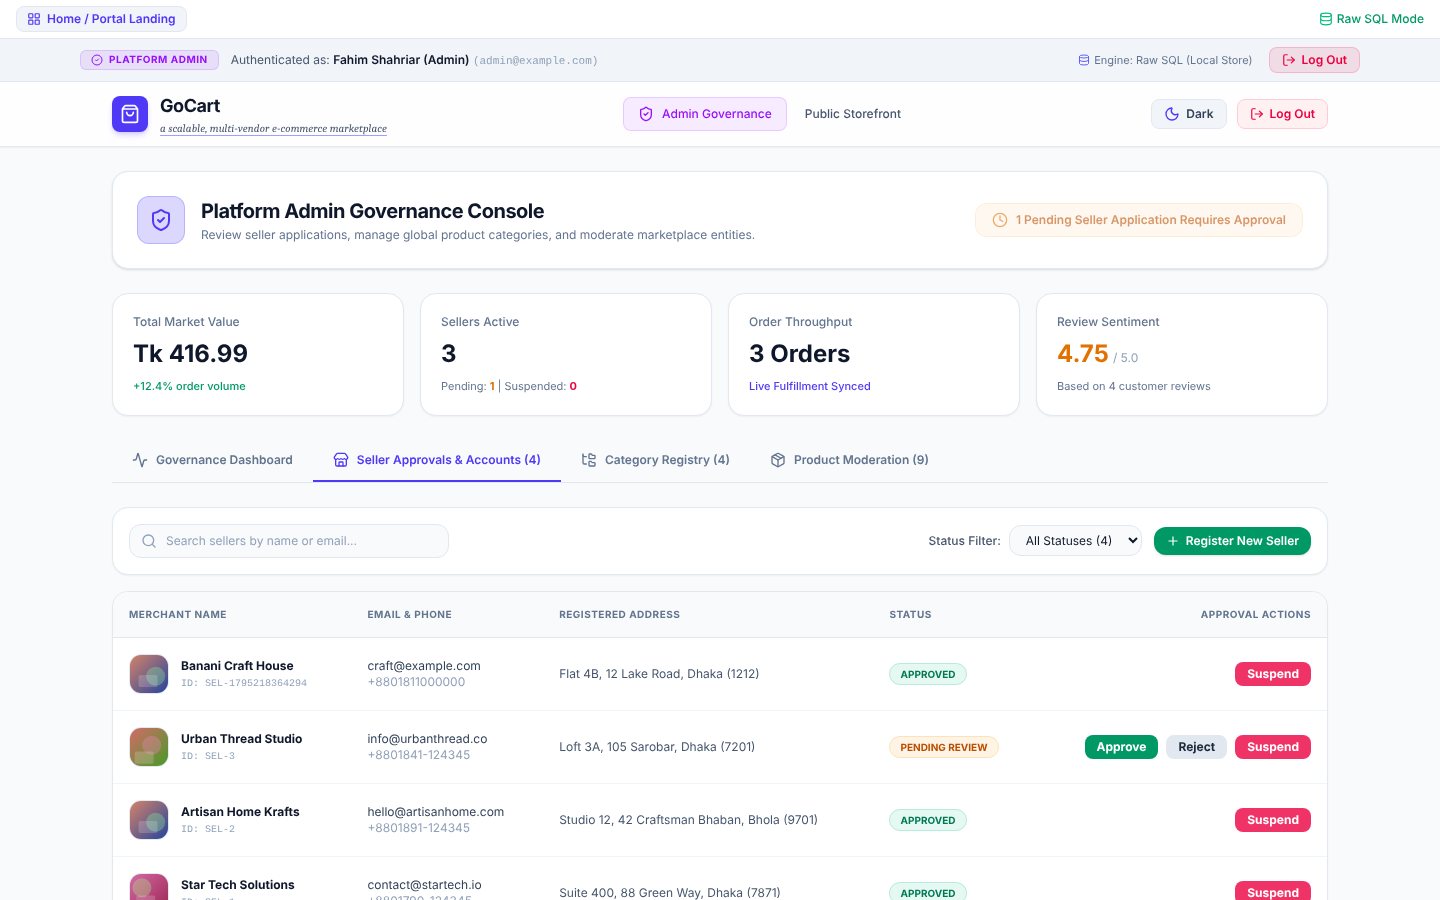 Home / Portal Landing
Raw SQL Mode
PLATFORM ADMIN
Authenticated as: Fahim Shahriar (Admin) (admin@example.com)
Engine: Raw SQL (Local Store)
Log Out
GoCart
a scalable, multi-vendor e-commerce marketplace
Admin Governance
Public Storefront
Dark
Log Out
Platform Admin Governance Console
Review seller applications, manage global product categories, and moderate marketplace entities.
1 Pending Seller Application Requires Approval
Total Market Value
Tk 416.99
+12.4% order volume
Sellers Active
3
Pending: 1 | Suspended: 0
Order Throughput
3 Orders
Live Fulfillment Synced
Review Sentiment
4.75 / 5.0
Based on 4 customer reviews
Governance Dashboard
Seller Approvals & Accounts (4)
Category Registry (4)
Product Moderation (9)
Search sellers by name or email...
Status Filter:
All Statuses (4)
Register New Seller
MERCHANT NAME
EMAIL & PHONE
REGISTERED ADDRESS
STATUS
APPROVAL ACTIONS
Banani Craft House
ID: SEL-1795218364294
craft@example.com
+8801811000000
Flat 4B, 12 Lake Road, Dhaka (1212)
APPROVED
Suspend
Urban Thread Studio
ID: SEL-3
info@urbanthread.co
+8801841-124345
Loft 3A, 105 Sarobar, Dhaka (7201)
PENDING REVIEW
Approve
Reject
Suspend
Artisan Home Krafts
ID: SEL-2
hello@artisanhome.com
+8801891-124345
Studio 12, 42 Craftsman Bhaban, Bhola (9701)
APPROVED
Suspend
Star Tech Solutions
contact@startech.io
Suite 400, 88 Green Way, Dhaka (7871)
APPROVED
Suspend